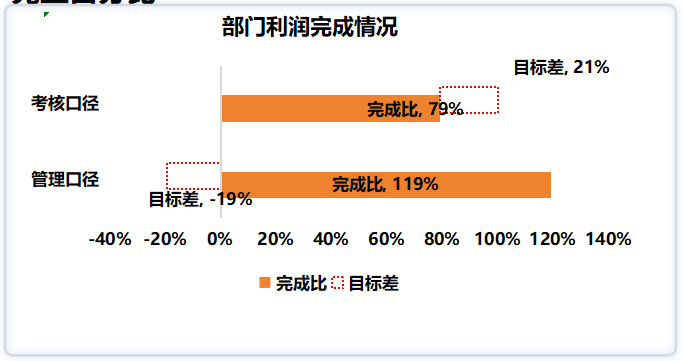 部门利润完成情况
目标差, 21%
考核口径
完成比, 79%
管理口径
完成比, 119%
目标差, -19%
-40% -20% 0% 20% 40% 60% 80% 100% 120% 140%
完成比 目标差